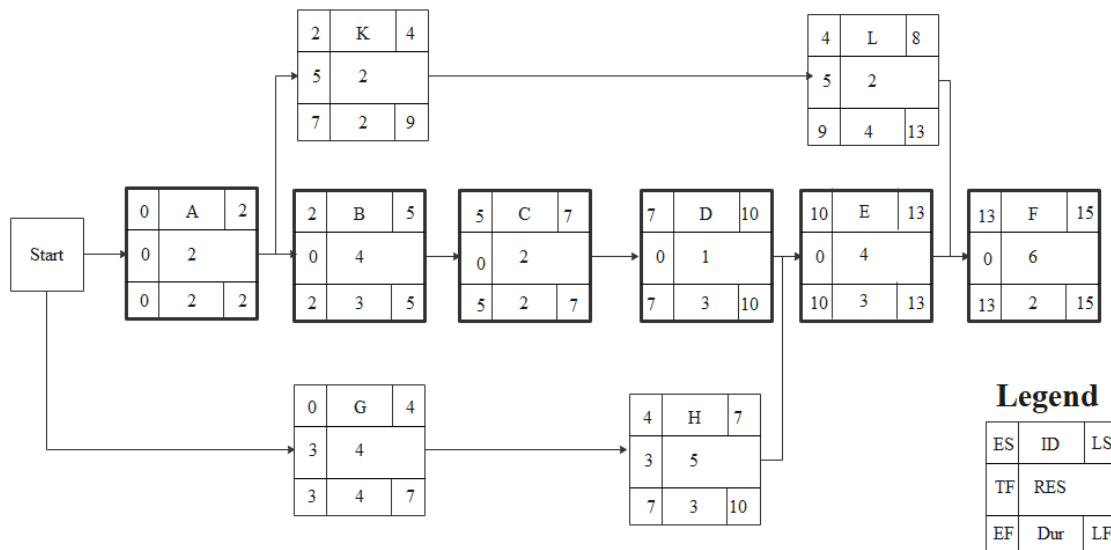 2 K 4
5 2
7 2 9
4 L 8
5 2
9 4 13
Start
0 A 2
0 2
0 2 2
2 B 5
0 4
2 3 5
5 C 7
0 2
5 2 7
7 D 10
0 1
7 3 10
10 E 13
0 4
10 3 13
13 F 15
0 6
13 2 15
0 G 4
3 4
3 4 7
4 H 7
3 5
7 3 10
Legend
ES ID LS
TF RES
EF Dur LF